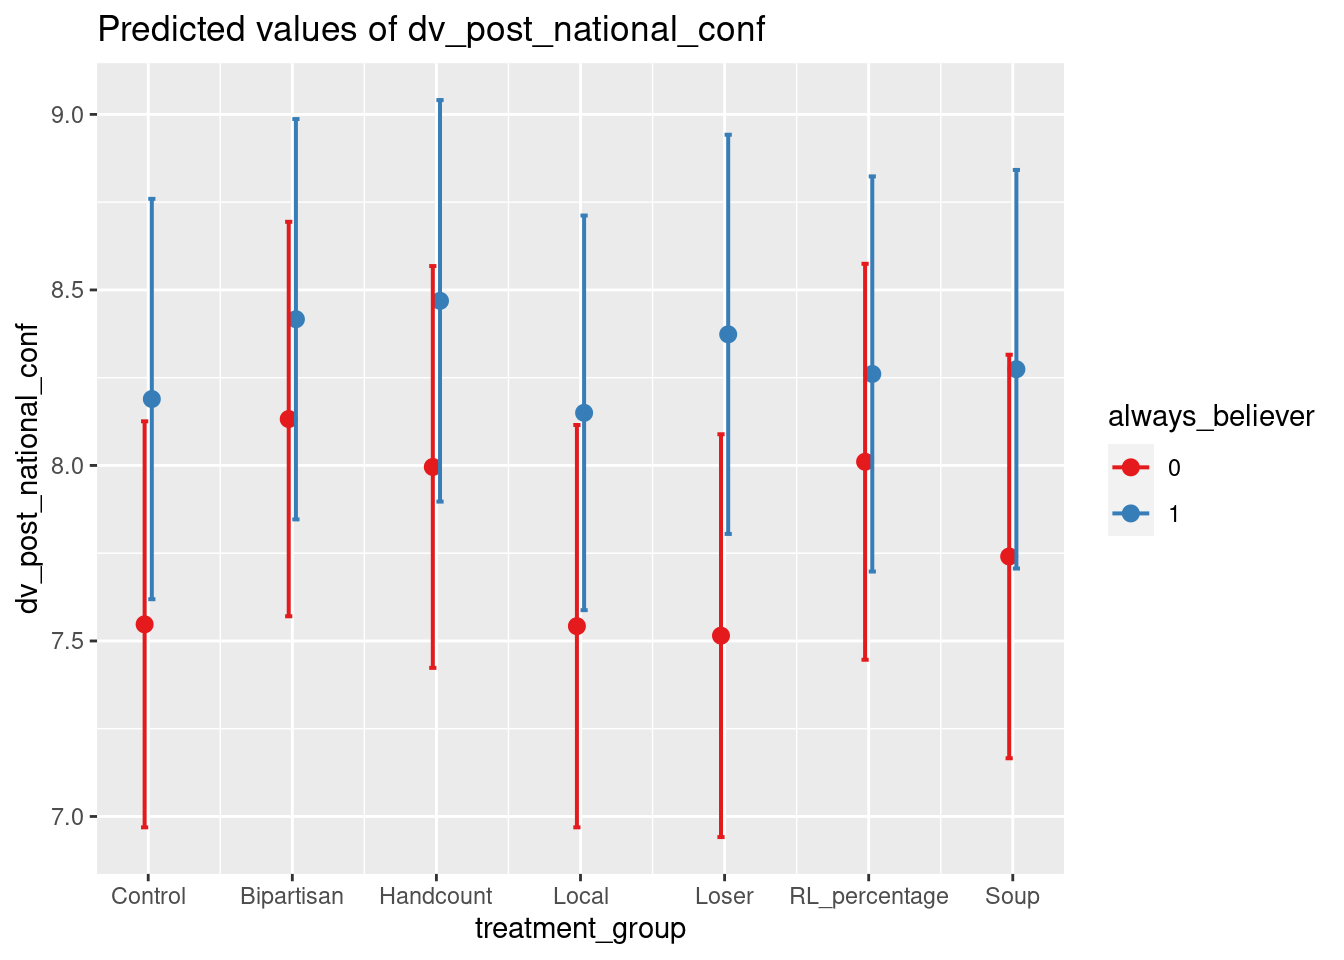 Predicted values of dv_post_national_conf
dv_post_national_conf
9.0
8.5
8.0
7.5
7.0
Control Bipartisan Handcount Local Loser RL_percentage Soup
treatment_group
always_believer
0
1